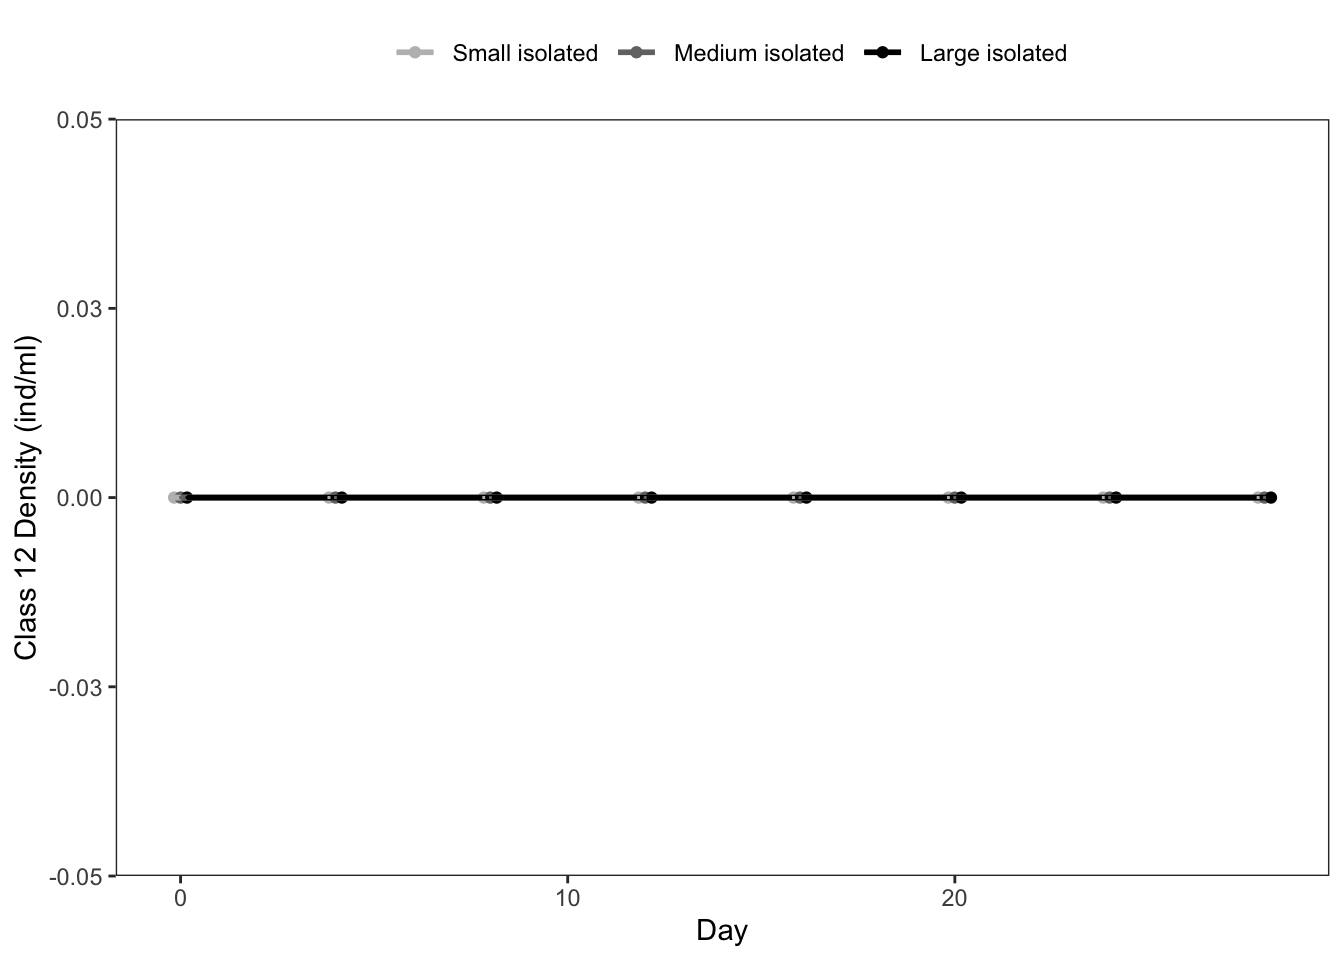 Small isolated Medium isolated Large isolated
0.05
0.03
0.00
-0.03
-0.05
Class 12 Density (ind/ml)
0 10 20
Day